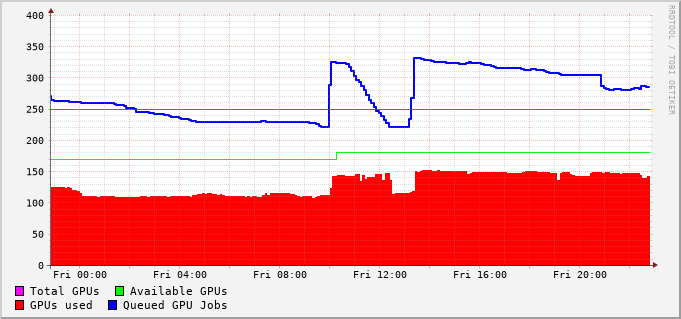 400
350
300
250
200
150
100
50
0
Fri 00:00 Fri 04:00 Fri 08:00 Fri 12:00 Fri 16:00 Fri 20:00
Total GPUs Available GPUs
GPUs used Queued GPU Jobs
RRDTOOL / TOBI OETIKER